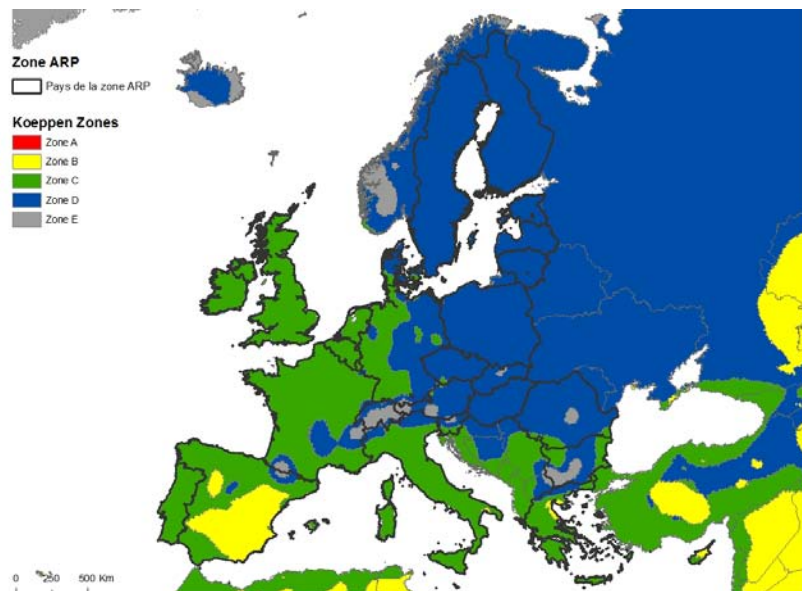 Zone ARP
Pays de la zone ARP
Koeppen Zones
Zone A
Zone B
Zone C
Zone D
Zone E
0 250 500 Km